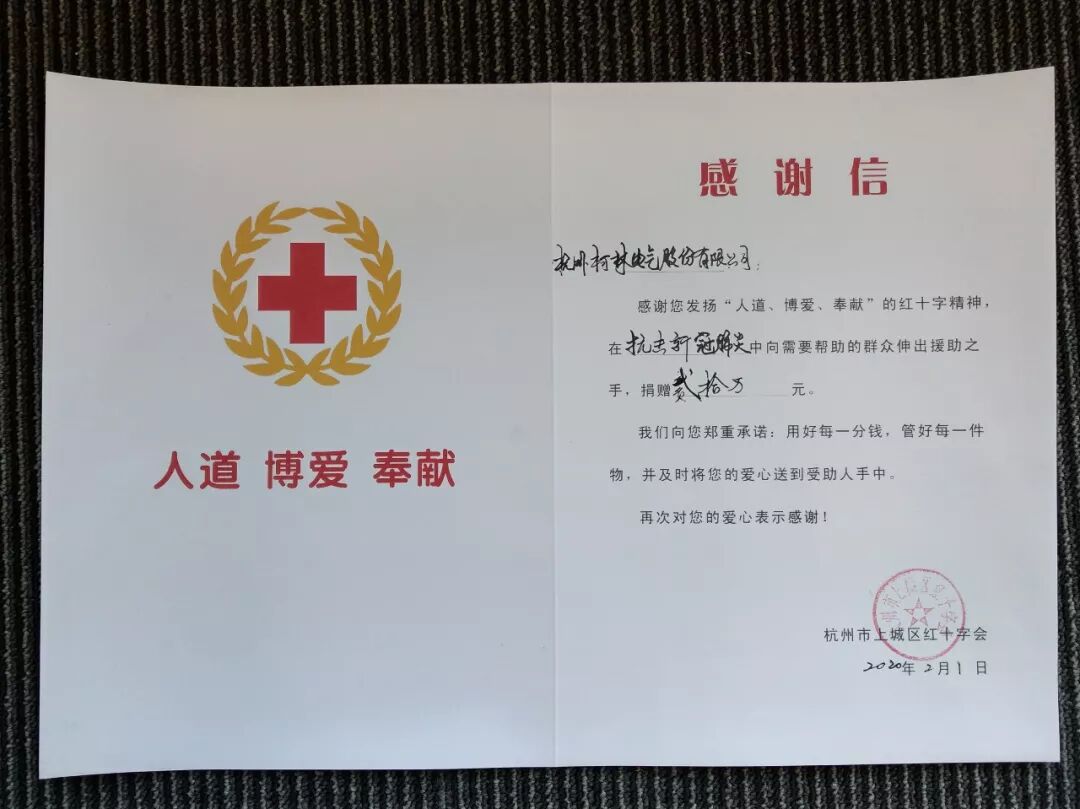 人道 博爱 奉献
感谢信
杭州柯林电气股份有限公司：
感谢您发扬“人道、博爱、奉献”的红十字精神，
在抗击新冠肺炎中向需要帮助的群众伸出援助之
手，捐赠贰拾万元。
我们向您郑重承诺：用好每一分钱，管好每一件
物，并及时将您的爱心送到受助人手中。
再次对您的爱心表示感谢！
杭州市上城区红十字会
2020年2月1日